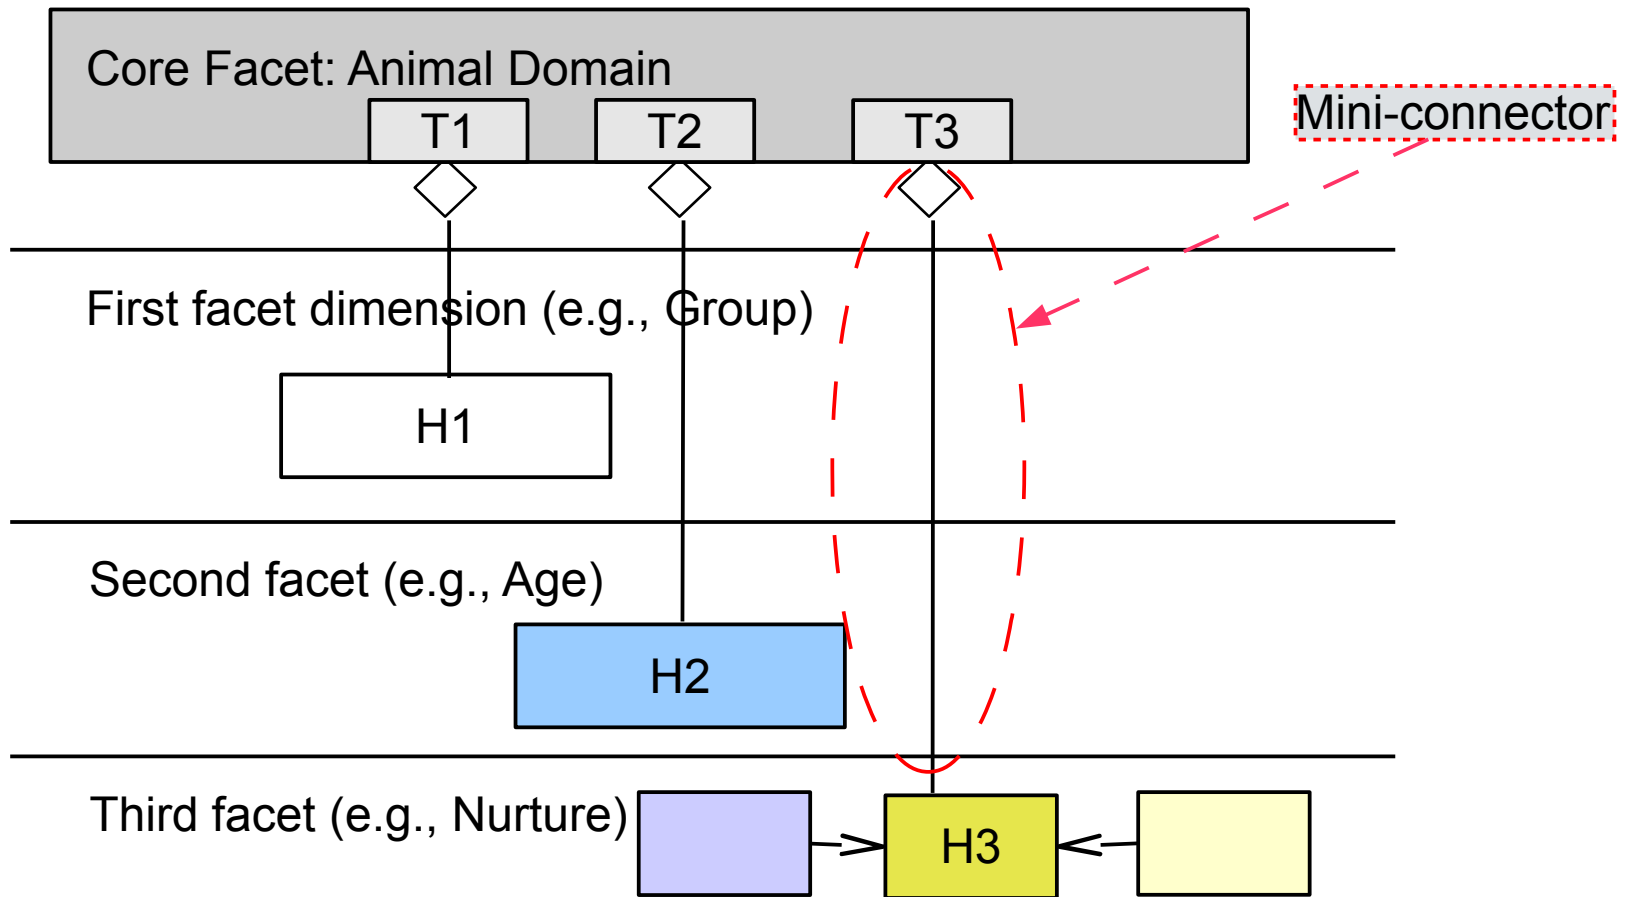 Core Facet: Animal Domain
T1
T2
T3
Mini-connector
First facet dimension (e.g., Group)
H1
Second facet (e.g., Age)
H2
Third facet (e.g., Nurture)
H3